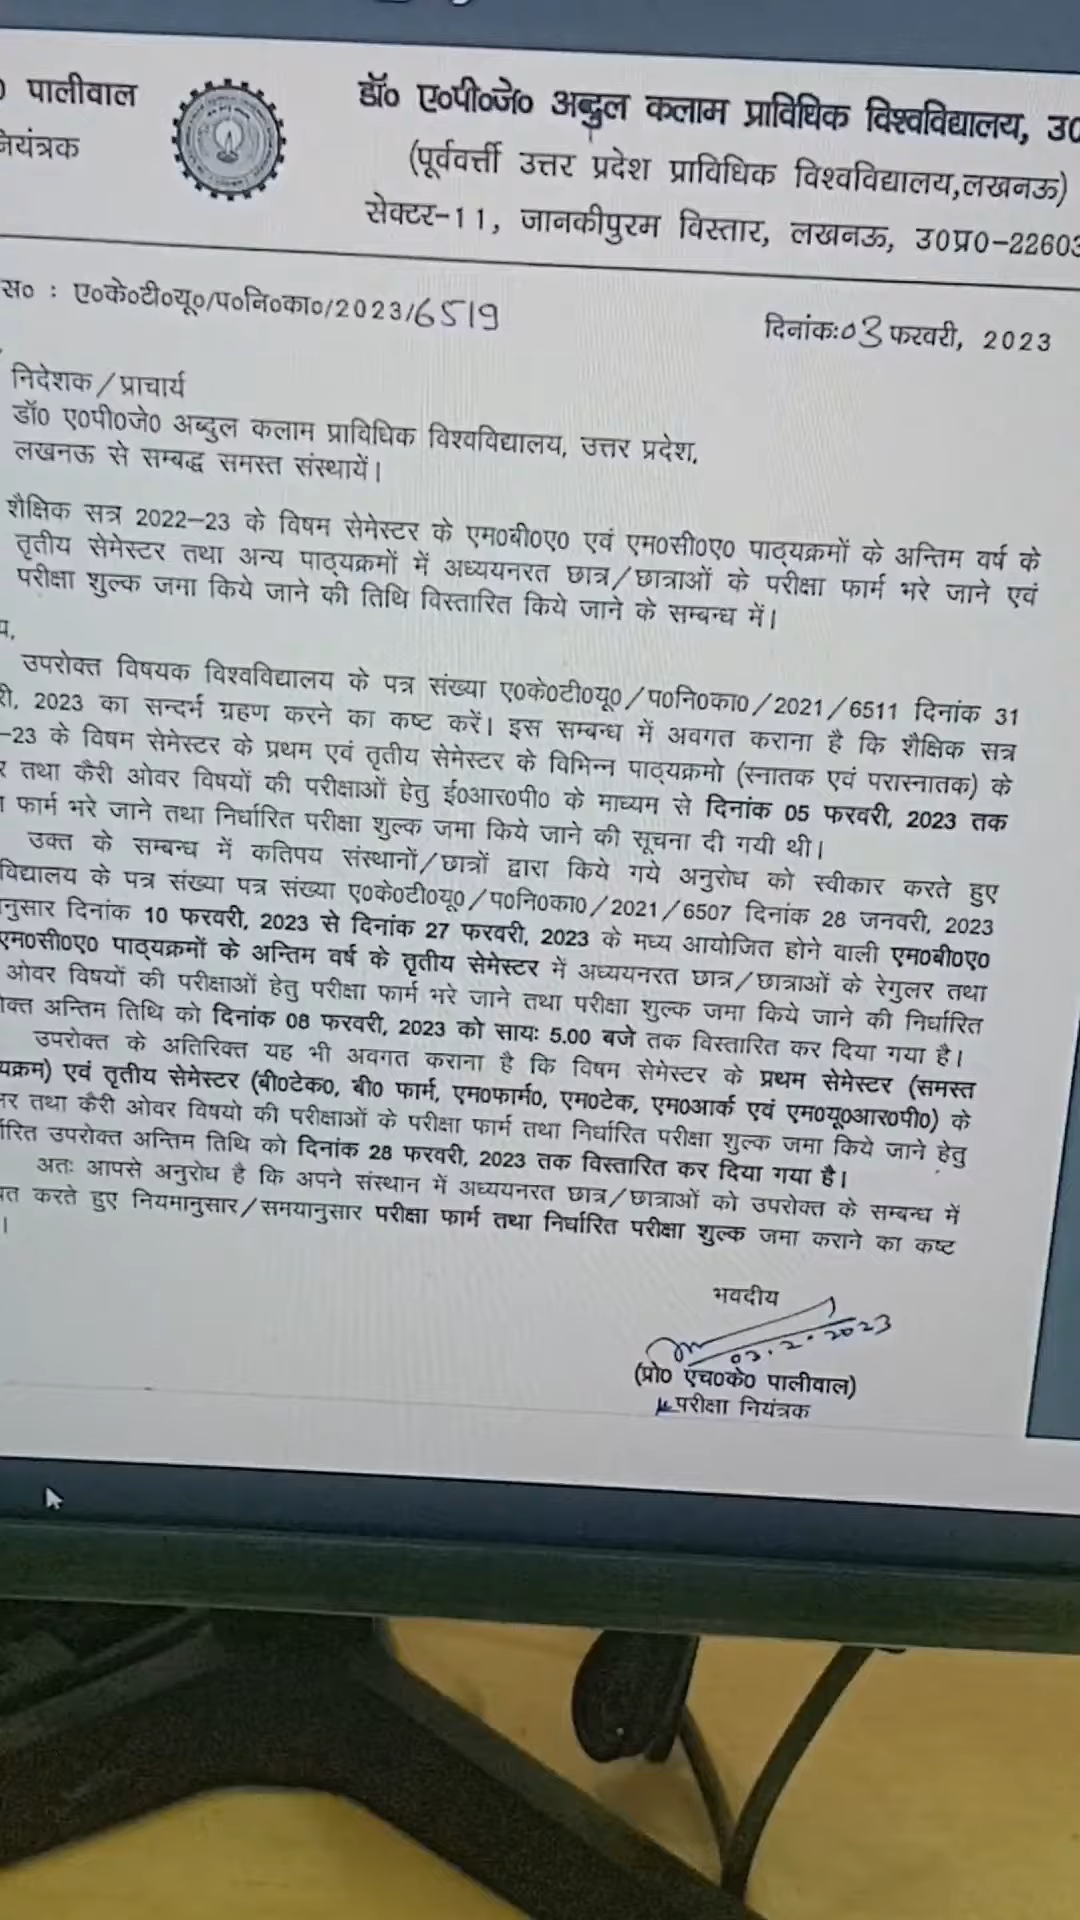 पालीवाल
नियंत्रक
डॉ० ए०पी०जे० अब्दुल कलाम प्राविधिक विश्वविद्यालय, उ०
(पूर्ववर्त्ती उत्तर प्रदेश प्राविधिक विश्वविद्यालय,लखनऊ)
सेक्टर-11, जानकीपुरम विस्तार, लखनऊ, उ0प्र0-22603
स० : ए०के०टी०यू०/प०नि०का०/2023/6519
दिनांक:03 फरवरी, 2023
निदेशक/प्राचार्य
डॉ0 ए0पी0जे0 अब्दुल कलाम प्राविधिक विश्वविद्यालय, उत्तर प्रदेश,
लखनऊ से सम्बद्ध समस्त संस्थायें।
शैक्षिक सत्र 2022-23 के विषम सेमेस्टर के एम0बी0ए0 एवं एम0सी0ए0 पाठ्यक्रमों के अन्तिम वर्ष के
तृतीय सेमेस्टर तथा अन्य पाठ्यक्रमों में अध्ययनरत छात्र/छात्राओं के परीक्षा फार्म भरे जाने एवं
परीक्षा शुल्क जमा किये जाने की तिथि विस्तारित किये जाने के सम्बन्ध में।
य,
उपरोक्त विषयक विश्वविद्यालय के पत्र संख्या ए0के0टी0यू0/प0नि0का0/2021/6511 दिनांक 31
री, 2023 का सन्दर्भ ग्रहण करने का कष्ट करें। इस सम्बन्ध में अवगत कराना है कि शैक्षिक सत्र
-23 के विषम सेमेस्टर के प्रथम एवं तृतीय सेमेस्टर के विभिन्न पाठ्यक्रमो (स्नातक एवं परास्नातक) के
र तथा कैरी ओवर विषयों की परीक्षाओं हेतु ई0आर0पी0 के माध्यम से दिनांक 05 फरवरी, 2023 तक
फार्म भरे जाने तथा निर्धारित परीक्षा शुल्क जमा किये जाने की सूचना दी गयी थी।
उक्त के सम्बन्ध में कतिपय संस्थानों/छात्रों द्वारा किये गये अनुरोध को स्वीकार करते हुए
विद्यालय के पत्र संख्या पत्र संख्या ए0के0टी0यू0/प0नि0का0/2021/6507 दिनांक 28 जनवरी, 2023
नुसार दिनांक 10 फरवरी, 2023 से दिनांक 27 फरवरी, 2023 के मध्य आयोजित होने वाली एम0बी0ए0
एम0सी0ए0 पाठ्यक्रमों के अन्तिम वर्ष के तृतीय सेमेस्टर में अध्ययनरत छात्र/छात्राओं के रेगुलर तथा
ओवर विषयों की परीक्षाओं हेतु परीक्षा फार्म भरे जाने तथा परीक्षा शुल्क जमा किये जाने की निर्धारित
ोक्त अन्तिम तिथि को दिनांक 08 फरवरी, 2023 को सायः 5.00 बजे तक विस्तारित कर दिया गया है।
उपरोक्त के अतिरिक्त यह भी अवगत कराना है कि विषम सेमेस्टर के प्रथम सेमेस्टर (समस्त
यक्रम) एवं तृतीय सेमेस्टर (बी0टेक0, बी0 फार्म, एम0फार्म0, एम0टेक, एम0आर्क एवं एम0यू0आर0पी0) के
र तथा कैरी ओवर विषयो की परीक्षाओं के परीक्षा फार्म तथा निर्धारित परीक्षा शुल्क जमा किये जाने हेतु
रित उपरोक्त अन्तिम तिथि को दिनांक 28 फरवरी, 2023 तक विस्तारित कर दिया गया है।
अतः आपसे अनुरोध है कि अपने संस्थान में अध्ययनरत छात्र/छात्राओं को उपरोक्त के सम्बन्ध में
त करते हुए नियमानुसार/समयानुसार परीक्षा फार्म तथा निर्धारित परीक्षा शुल्क जमा कराने का कष्ट
।
भवदीय
03.2.2023
(प्रो0 एच0के0 पालीवाल)
परीक्षा नियंत्रक